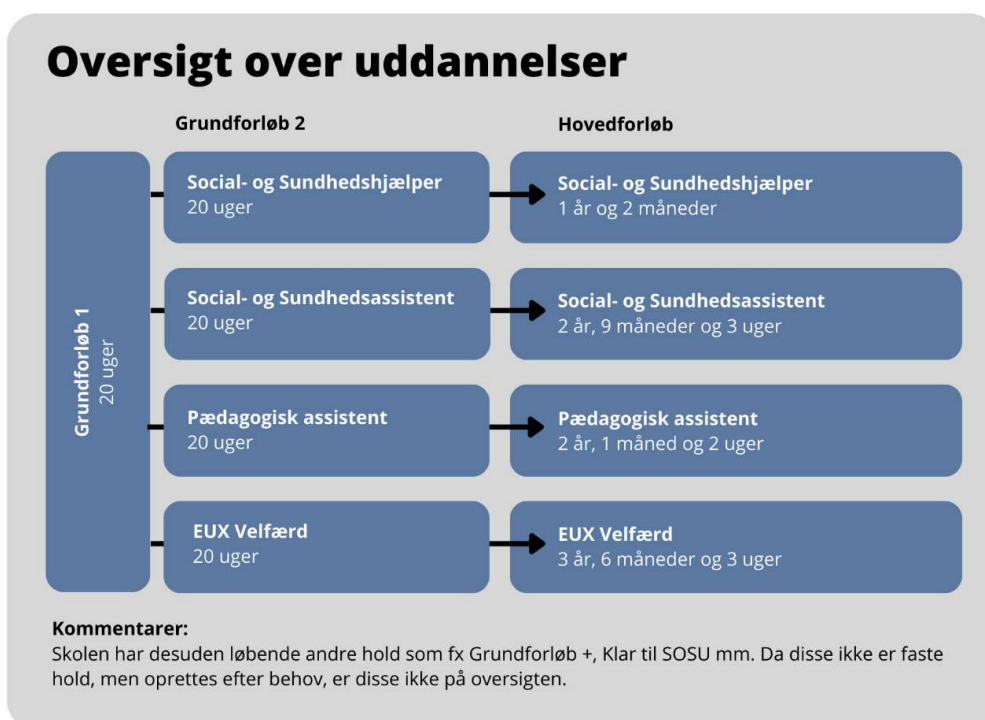 Oversigt over uddannelser
Grundforløb 2
Hovedforløb
Grundforløb 1
20 uger
Social- og Sundhedshjælper
20 uger
Social- og Sundhedshjælper
1 år og 2 måneder
Social- og Sundhedsassistent
20 uger
Social- og Sundhedsassistent
2 år, 9 måneder og 3 uger
Pædagogisk assistent
20 uger
Pædagogisk assistent
2 år, 1 måned og 2 uger
EUX Velfærd
20 uger
EUX Velfærd
3 år, 6 måneder og 3 uger
Kommentarer:
Skolen har desuden løbende andre hold som fx Grundforløb +, Klar til SOSU mm. Da disse ikke er faste
hold, men oprettes efter behov, er disse ikke på oversigten.